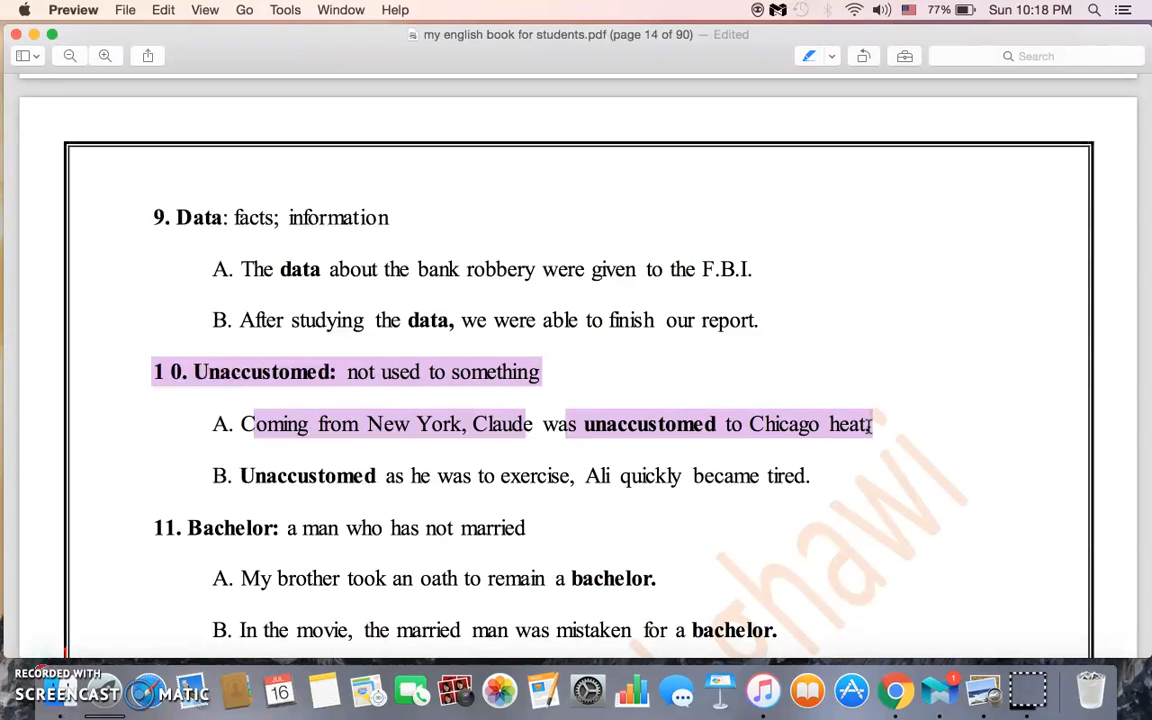 Preview File Edit View Go Tools Window Help 77% Sun 10:18 PM
my english book for students.pdf (page 14 of 90) — Edited
Search
9. Data: facts; information
A. The data about the bank robbery were given to the F.B.I.
B. After studying the data, we were able to finish our report.
1 0. Unaccustomed: not used to something
A. Coming from New York, Claude was unaccustomed to Chicago heat.
B. Unaccustomed as he was to exercise, Ali quickly became tired.
11. Bachelor: a man who has not married
A. My brother took an oath to remain a bachelor.
B. In the movie, the married man was mistaken for a bachelor.
RECORDED WITH
SCREENCAST MATIC
JUL
16
1